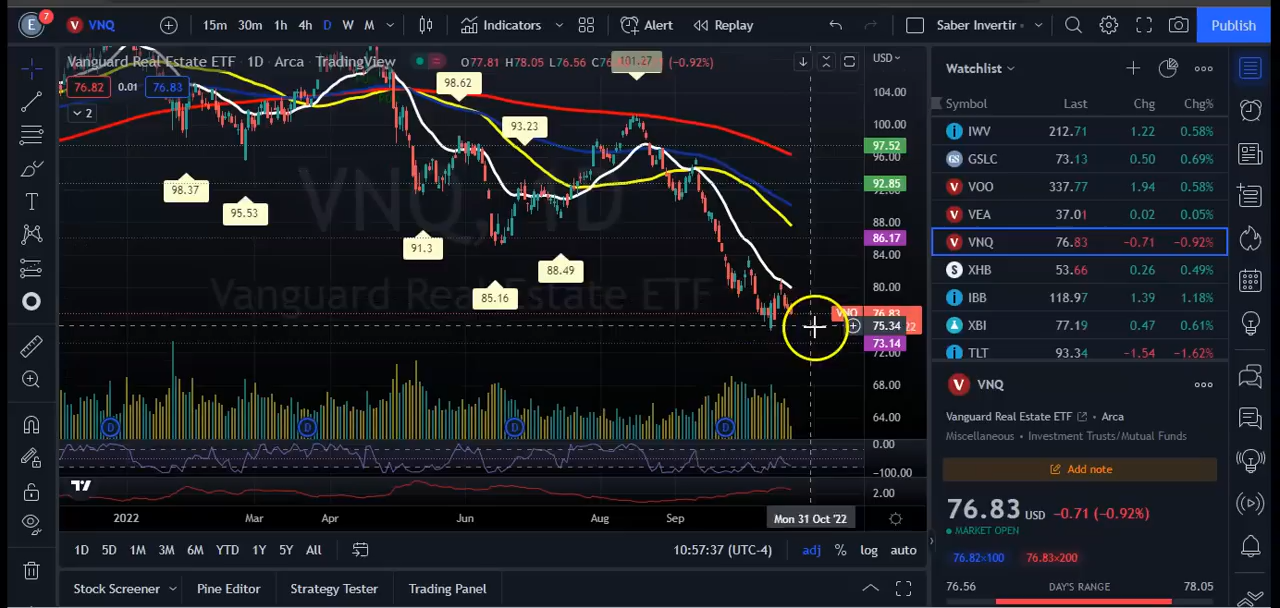 E 7 V VNQ 15m 30m 1h 4h D W M Indicators Alert Replay Saber Invertir Publish
Vanguard Real Estate ETF · 1D · Arca · TradingView O77.81 H78.05 L76.56 (−0.92%)
76.82 0.01 76.83
2
USD
104.00
100.00
97.52
96.00
92.85
88.00
86.17
84.00
80.00
VNQ 76.83
75.34
73.14
72.00
68.00
64.00
0.00
−100.00
2.00
101.27
98.62
93.23
98.37
95.53
91.3
88.49
85.16
VNQ, 1D
Vanguard Real Estate ETF
D D D D
2022 Mar Apr Jun Aug Sep Mon 31 Oct '22
1D 5D 1M 3M 6M YTD 1Y 5Y All 10:57:37 (UTC-4) adj % log auto
Stock Screener Pine Editor Strategy Tester Trading Panel
Watchlist
Symbol Last Chg Chg%
IWV 212.71 1.22 0.58%
GS GSLC 73.13 0.50 0.69%
V VOO 337.77 1.94 0.58%
V VEA 37.01 0.02 0.05%
V VNQ 76.83 −0.71 −0.92%
S XHB 53.66 0.26 0.49%
IBB 118.97 1.39 1.18%
XBI 77.19 0.47 0.61%
TLT 93.34 −1.54 −1.62%
V VNQ
Vanguard Real Estate ETF • Arca
Miscellaneous • Investment Trusts/Mutual Funds
Add note
76.83 USD −0.71 (−0.92%)
MARKET OPEN
76.82×100 76.83×200
76.56 DAY'S RANGE 78.05